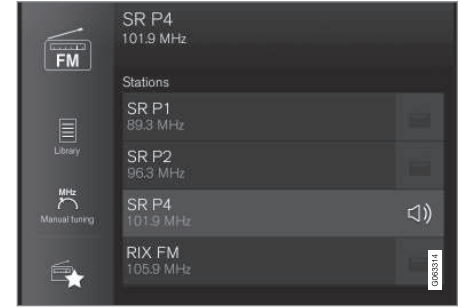 SR P4
101.9 MHz
FM
Stations
SR P1
89.3 MHz
Library
SR P2
96.3 MHz
MHz
Manual tuning
SR P4
101.9 MHz
RIX FM
105.9 MHz
G063314